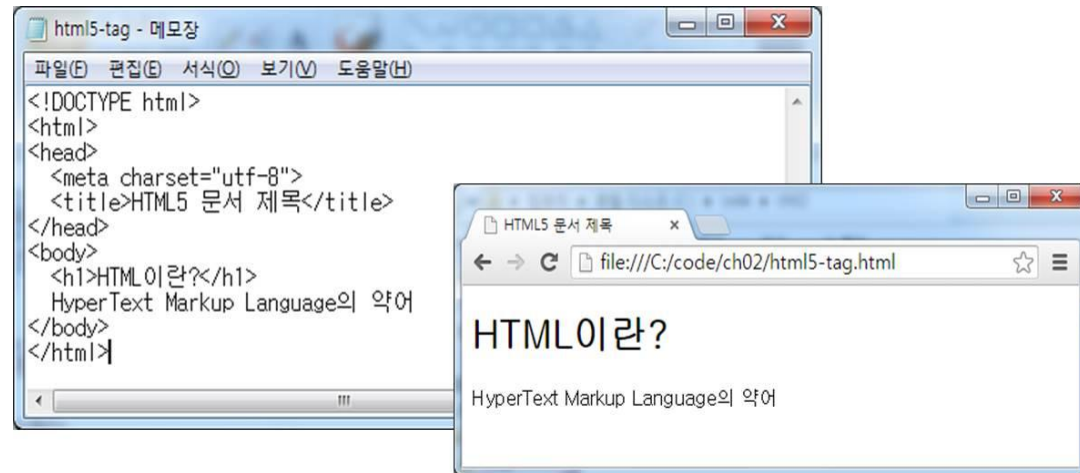 html5-tag - 메모장
파일(F) 편집(E) 서식(O) 보기(V) 도움말(H)
<!DOCTYPE html>
<html>
<head>
<meta charset="utf-8">
<title>HTML5 문서 제목</title>
</head>
<body>
<h1>HTML이란?</h1>
HyperText Markup Language의 약어
</body>
</html>
HTML5 문서 제목
file:///C:/code/ch02/html5-tag.html
HTML이란?
HyperText Markup Language의 약어